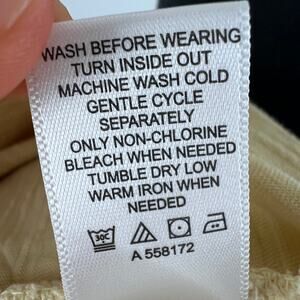 WASH BEFORE WEARING
TURN INSIDE OUT
MACHINE WASH COLD
GENTLE CYCLE
SEPARATELY
ONLY NON-CHLORINE
BLEACH WHEN NEEDED
TUMBLE DRY LOW
WARM IRON WHEN
NEEDED
30C
A 558172